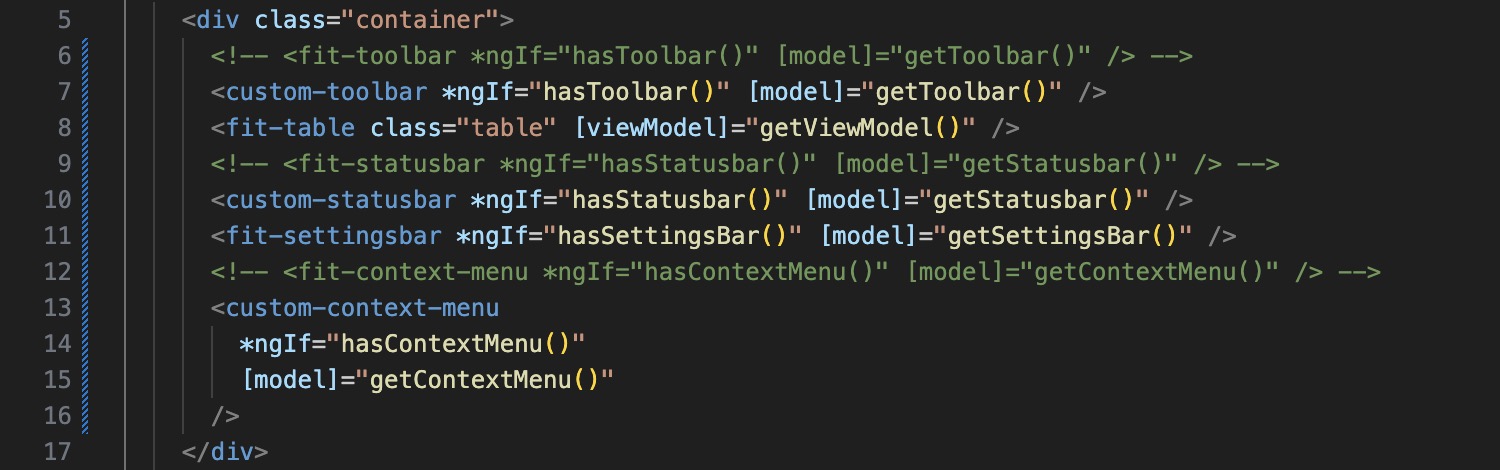 5 <div class="container">
6 <!-- <fit-toolbar *ngIf="hasToolbar()" [model]="getToolbar()" /> -->
7 <custom-toolbar *ngIf="hasToolbar()" [model]="getToolbar()" />
8 <fit-table class="table" [viewModel]="getViewModel()" />
9 <!-- <fit-statusbar *ngIf="hasStatusbar()" [model]="getStatusbar()" /> -->
10 <custom-statusbar *ngIf="hasStatusbar()" [model]="getStatusbar()" />
11 <fit-settingsbar *ngIf="hasSettingsBar()" [model]="getSettingsBar()" />
12 <!-- <fit-context-menu *ngIf="hasContextMenu()" [model]="getContextMenu()" /> -->
13 <custom-context-menu
14 *ngIf="hasContextMenu()"
15 [model]="getContextMenu()"
16 />
17 </div>